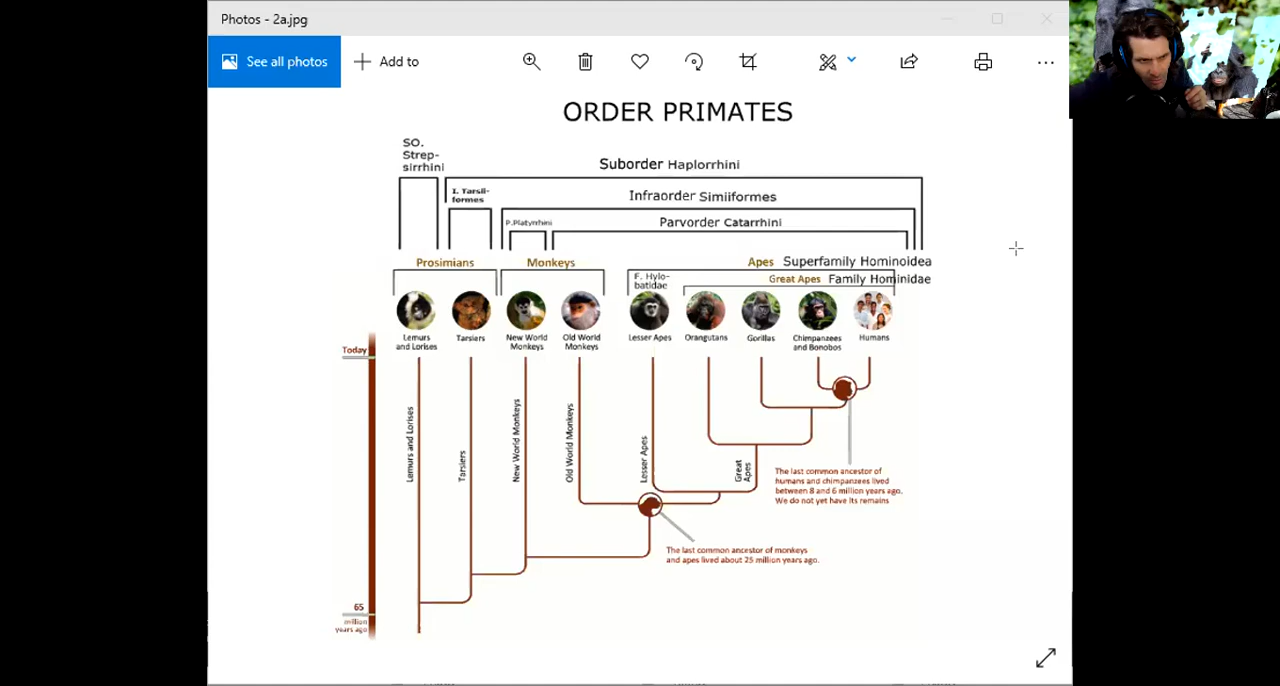 Photos - 2a.jpg
See all photos
Add to
ORDER PRIMATES
SO.
Strep-
sirrhini
Suborder Haplorrhini
I. Tarsii-
formes
Infraorder Simiiformes
P.Platyrrhini
Parvorder Catarrhini
Prosimians
Monkeys
Apes Superfamily Hominoidea
F. Hylo-
batidae
Great Apes Family Hominidae
Lemurs
and Lorises
Tarsiers
New World
Monkeys
Old World
Monkeys
Lesser Apes
Orangutans
Gorillas
Chimpanzees
and Bonobos
Humans
Today
Lemurs and Lorises
Tarsiers
New World Monkeys
Old World Monkeys
Lesser Apes
Great
Apes
The last common ancestor of
humans and chimpanzees lived
between 8 and 6 million years ago.
We do not yet have its remains
The last common ancestor of monkeys
and apes lived about 25 million years ago.
65
million
years ago